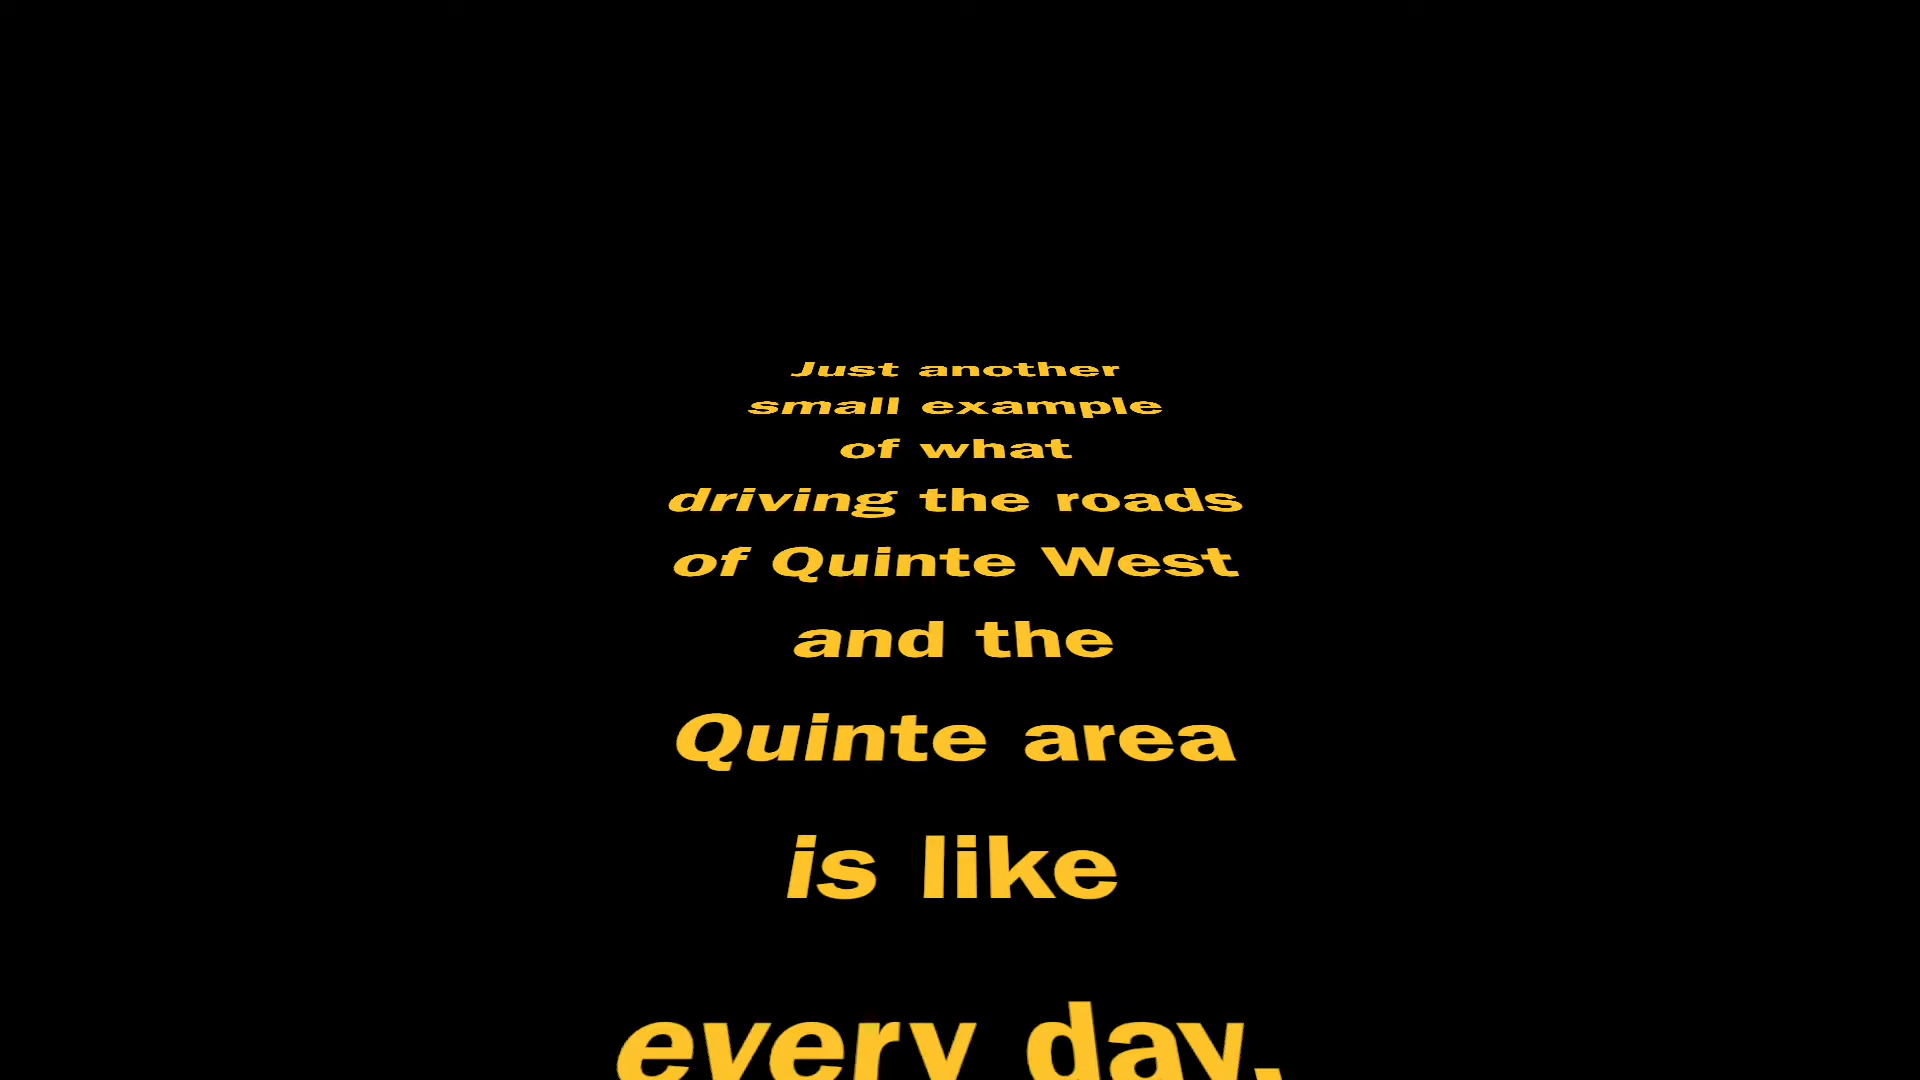 Just another
small example
of what
driving the roads
of Quinte West
and the
Quinte area
is like
every day.